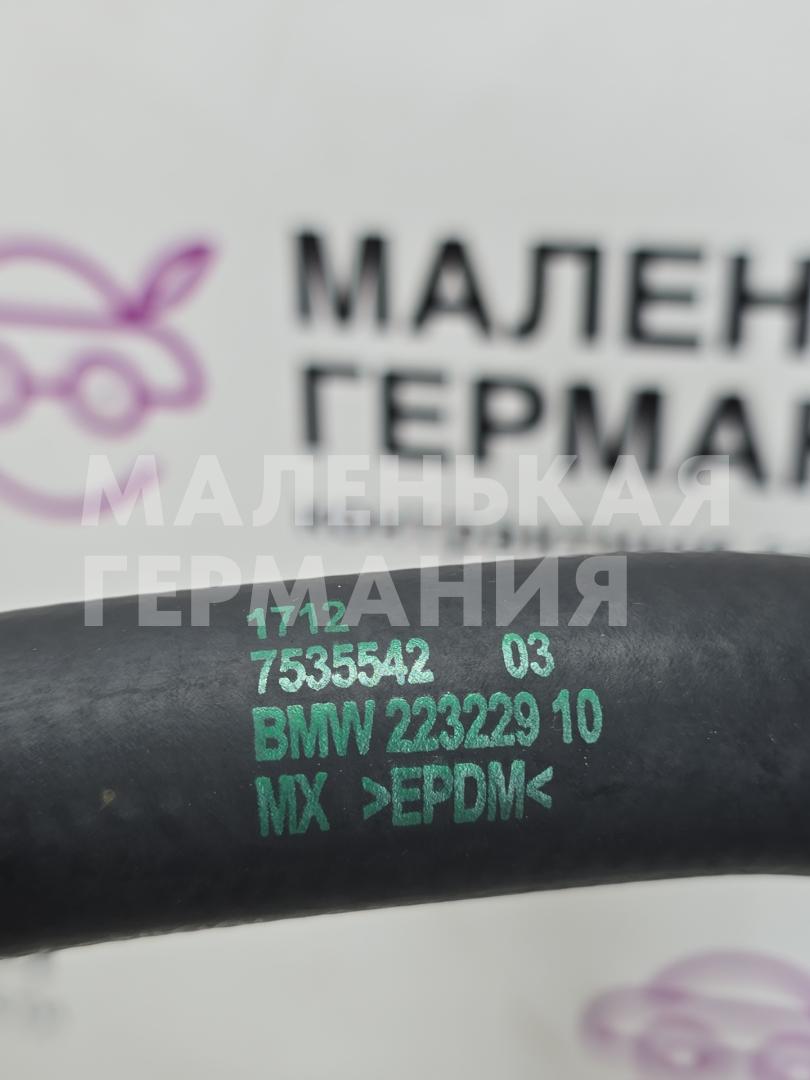 МАЛЕН
ГЕРМАН
МАЛЕНЬКАЯ
ГЕРМАНИЯ
1712
7535542 03
BMW 223229 10
MX >EPDM<